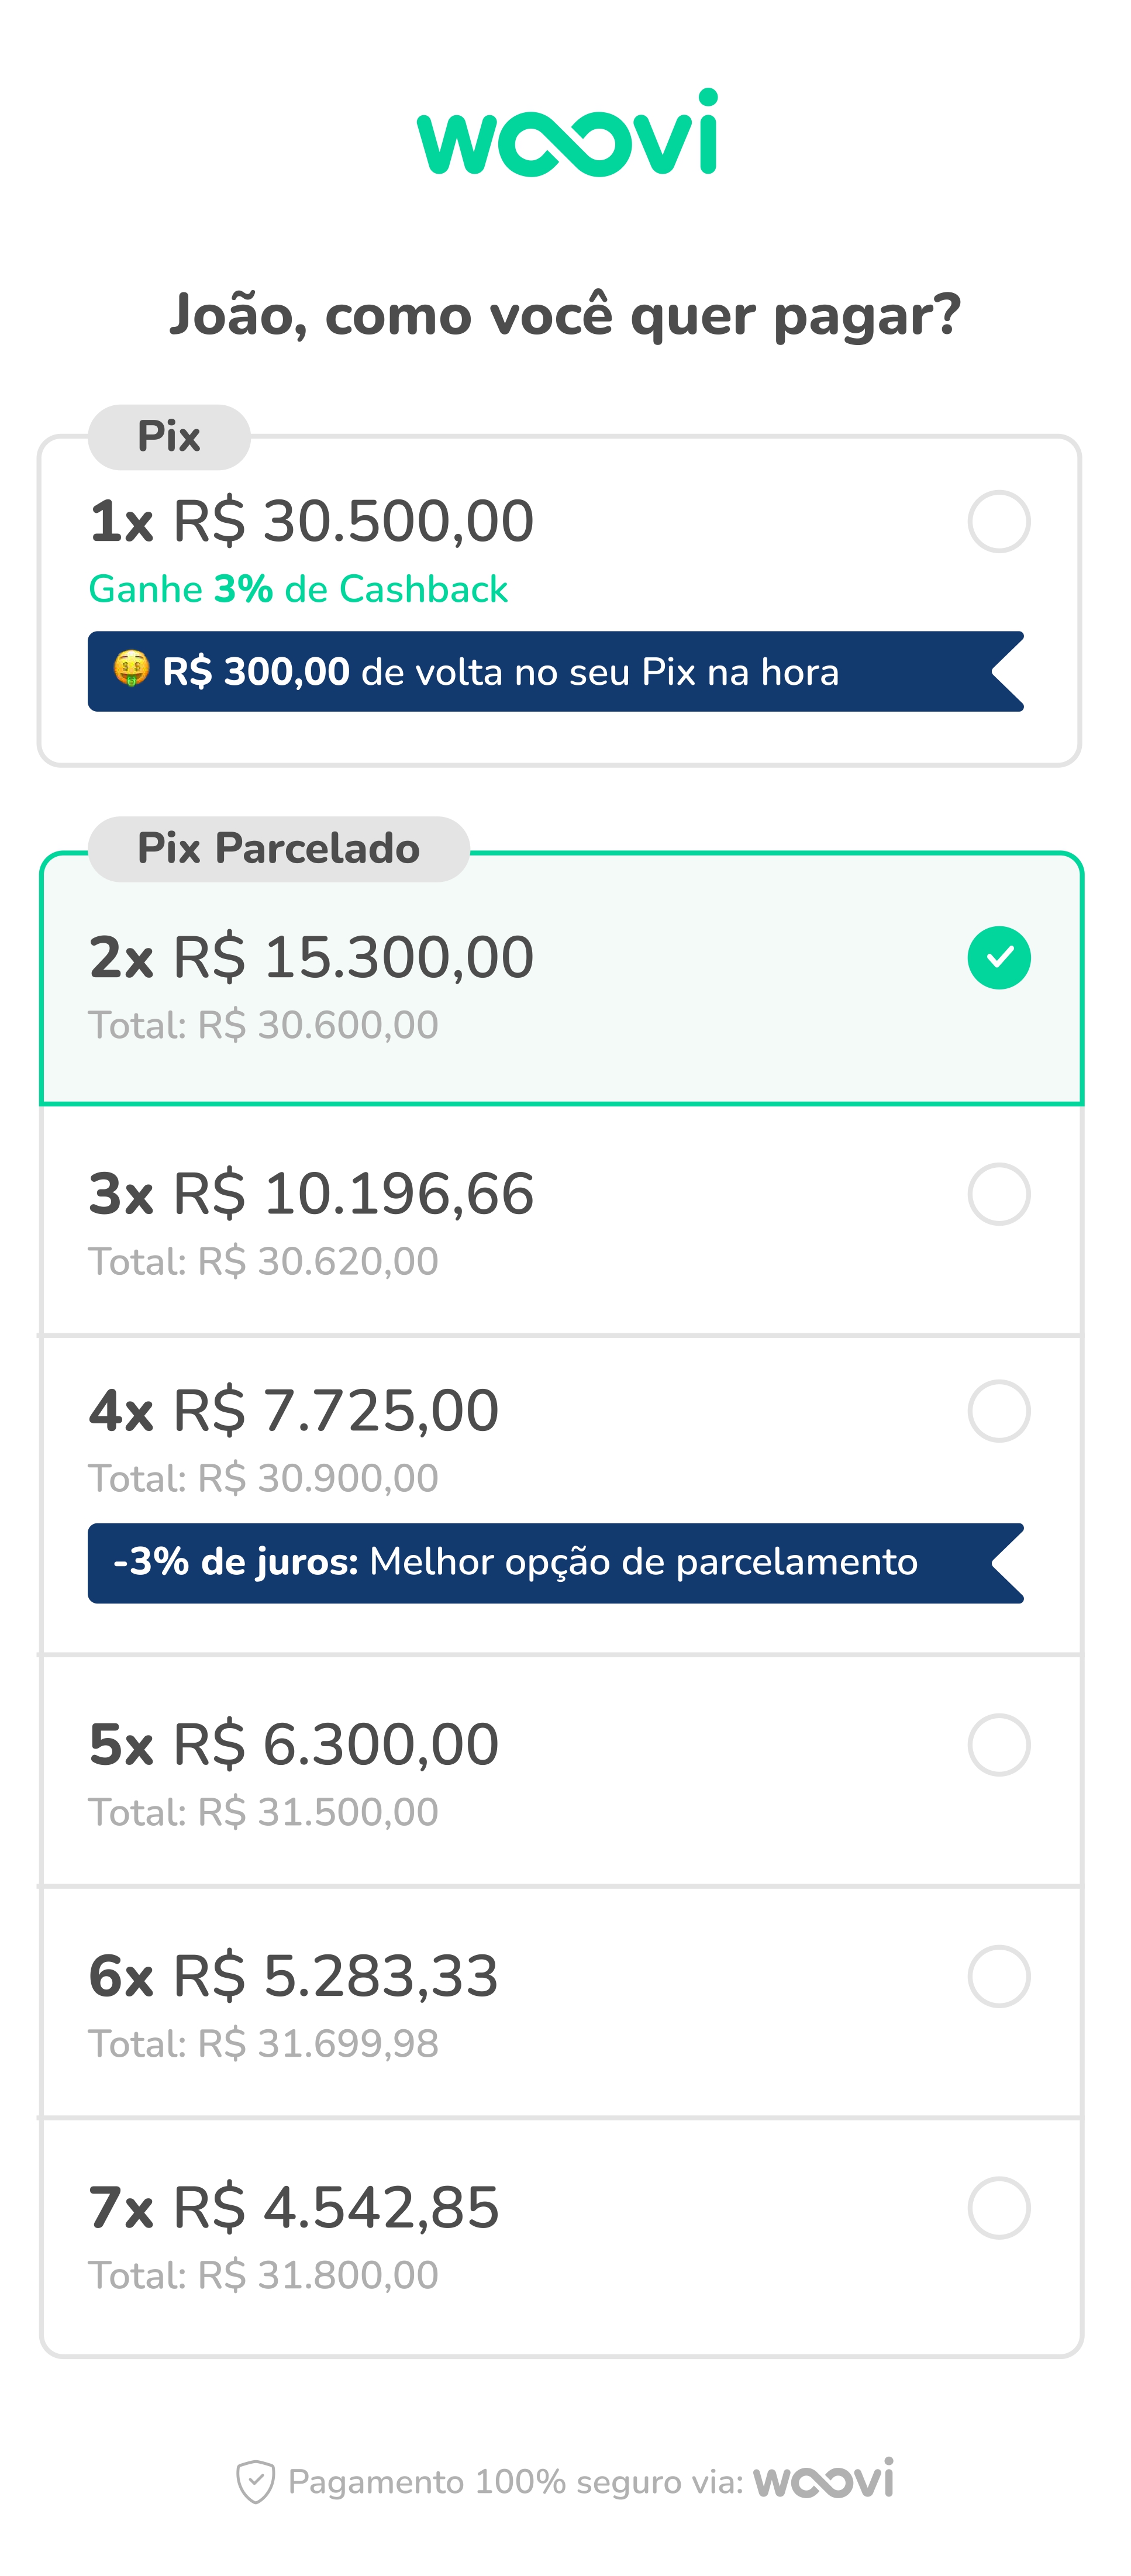 woovi
João, como você quer pagar?
Pix
1x R$ 30.500,00
Ganhe 3% de Cashback
🤑 R$ 300,00 de volta no seu Pix na hora
Pix Parcelado
2x R$ 15.300,00
Total: R$ 30.600,00
3x R$ 10.196,66
Total: R$ 30.620,00
4x R$ 7.725,00
Total: R$ 30.900,00
-3% de juros: Melhor opção de parcelamento
5x R$ 6.300,00
Total: R$ 31.500,00
6x R$ 5.283,33
Total: R$ 31.699,98
7x R$ 4.542,85
Total: R$ 31.800,00
Pagamento 100% seguro via: woovi